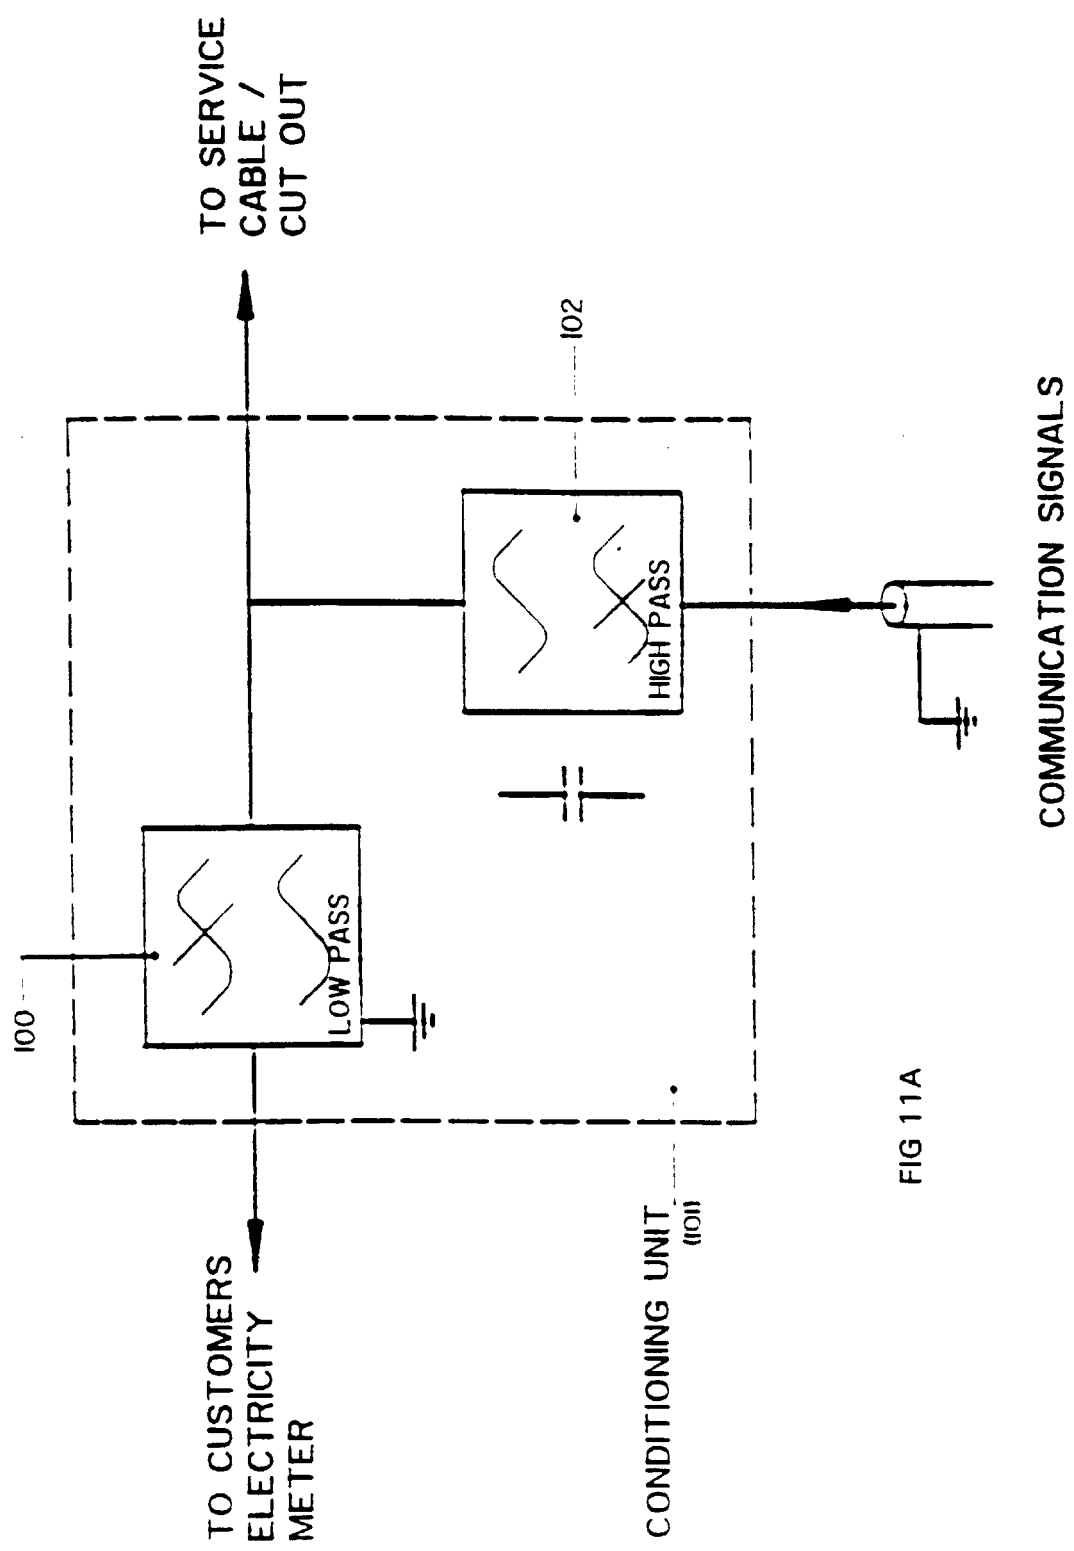 TO SERVICE
CABLE /
CUT OUT
100
102
LOW PASS
HIGH PASS
TO CUSTOMERS
ELECTRICITY
METER
CONDITIONING UNIT
(101)
COMMUNICATION SIGNALS
FIG 11A